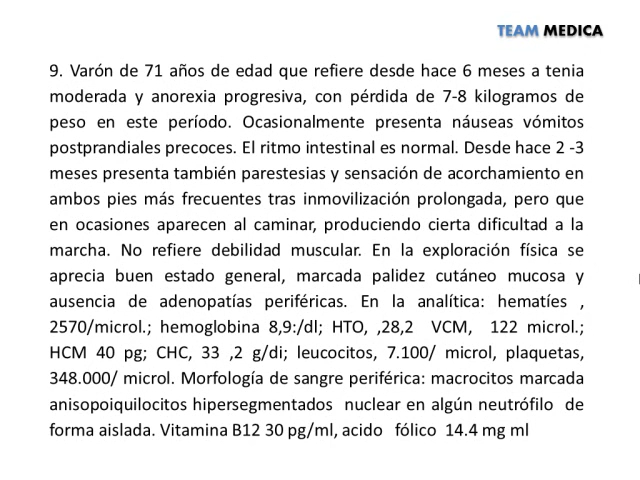 TEAM MEDICA
9. Varón de 71 años de edad que refiere desde hace 6 meses a tenia
moderada y anorexia progresiva, con pérdida de 7-8 kilogramos de
peso en este período. Ocasionalmente presenta náuseas vómitos
postprandiales precoces. El ritmo intestinal es normal. Desde hace 2 -3
meses presenta también parestesias y sensación de acorchamiento en
ambos pies más frecuentes tras inmovilización prolongada, pero que
en ocasiones aparecen al caminar, produciendo cierta dificultad a la
marcha. No refiere debilidad muscular. En la exploración física se
aprecia buen estado general, marcada palidez cutáneo mucosa y
ausencia de adenopatías periféricas. En la analítica: hematíes ,
2570/microl.; hemoglobina 8,9:/dl; HTO, ,28,2 VCM, 122 microl.;
HCM 40 pg; CHC, 33 ,2 g/di; leucocitos, 7.100/ microl, plaquetas,
348.000/ microl. Morfología de sangre periférica: macrocitos marcada
anisopoiquilocitos hipersegmentados nuclear en algún neutrófilo de
forma aislada. Vitamina B12 30 pg/ml, acido fólico 14.4 mg ml